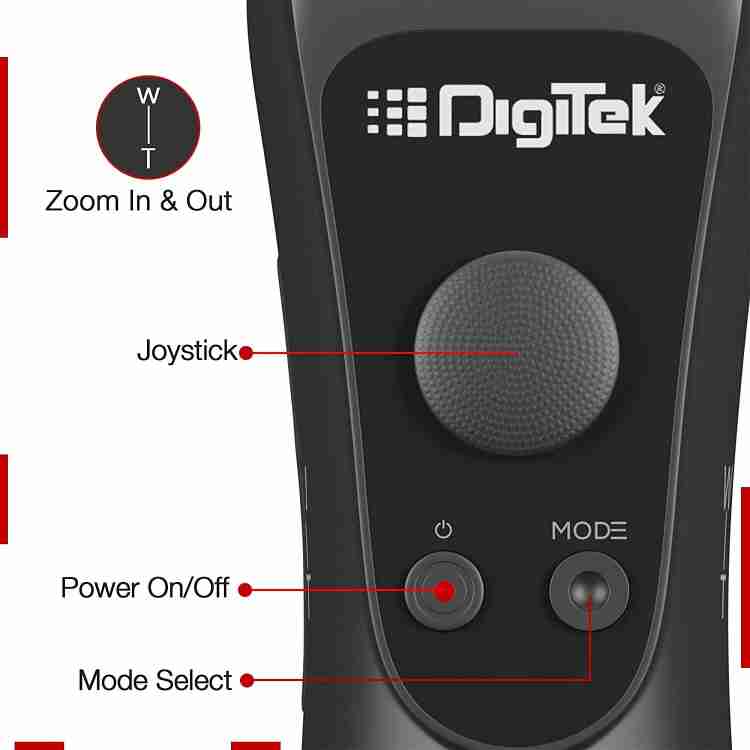 DigiTek®
W
T
Zoom In & Out
Joystick
MODE
Power On/Off
Mode Select